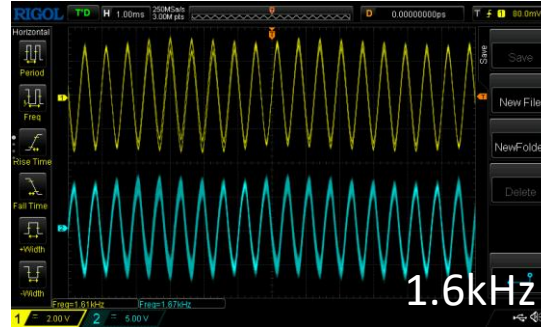 RIGOL T'D H 1.00ms 250MSa/s 3.00M pts D 0.00000000ps T 1 80.0mV
Horizontal
Period
Freq
Rise Time
Fall Time
+Width
-Width
Save
Save
New File
NewFolder
Delete
Freq=1.61kHz Freq=1.67kHz
1.6kHz
1 = 2.00 V 2 = 5.00 V